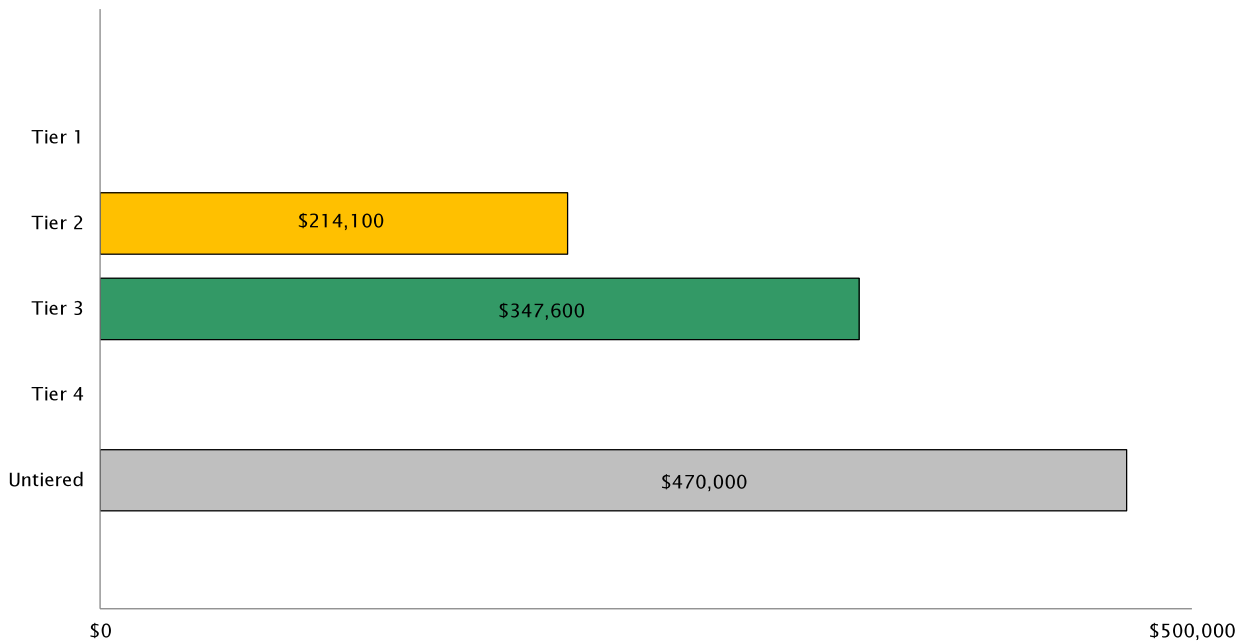 Tier 1
Tier 2
$214,100
Tier 3
$347,600
Tier 4
Untiered
$470,000
$0
$500,000